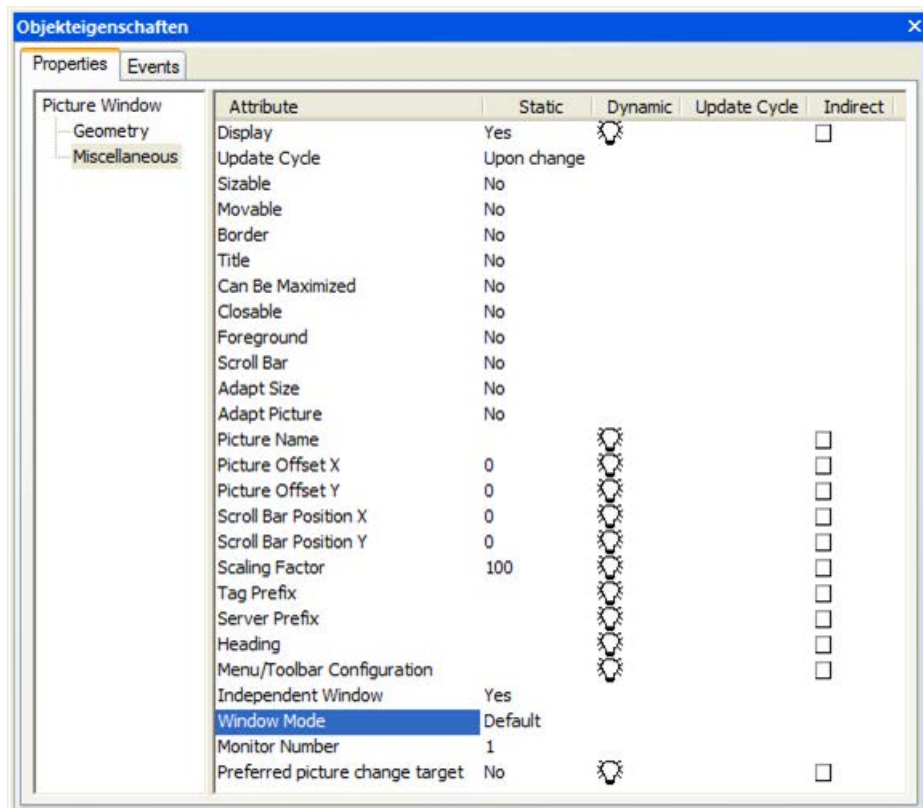 Objekteigenschaften
Properties Events
Picture Window
Geometry
Miscellaneous
Attribute Static Dynamic Update Cycle Indirect
Display Yes
Update Cycle Upon change
Sizable No
Movable No
Border No
Title No
Can Be Maximized No
Closable No
Foreground No
Scroll Bar No
Adapt Size No
Adapt Picture No
Picture Name
Picture Offset X 0
Picture Offset Y 0
Scroll Bar Position X 0
Scroll Bar Position Y 0
Scaling Factor 100
Tag Prefix
Server Prefix
Heading
Menu/Toolbar Configuration
Independent Window Yes
Window Mode Default
Monitor Number 1
Preferred picture change target No